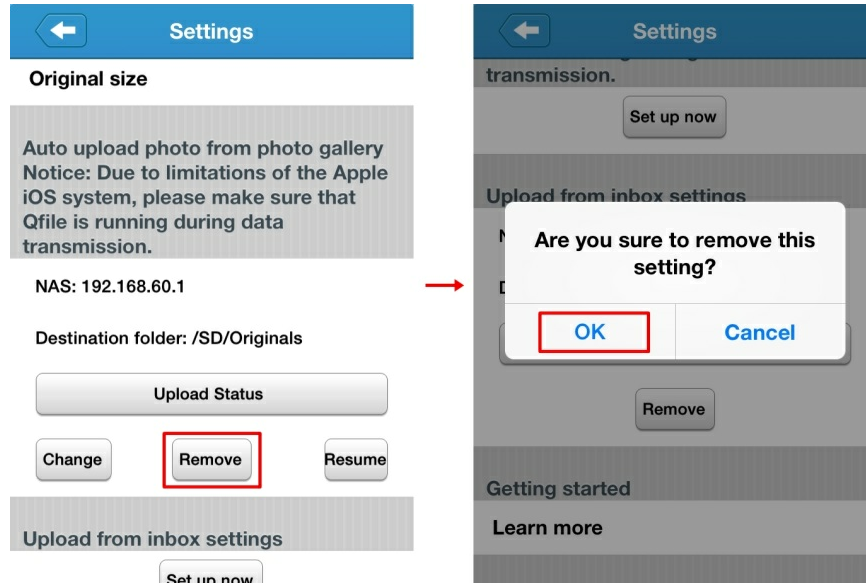 Settings
Original size
Auto upload photo from photo gallery
Notice: Due to limitations of the Apple
iOS system, please make sure that
Qfile is running during data
transmission.
NAS: 192.168.60.1
Destination folder: /SD/Originals
Upload Status
Change
Remove
Resume
Upload from inbox settings
Set up now
Settings
transmission.
Set up now
Upload from inbox settings
Are you sure to remove this
setting?
OK
Cancel
Remove
Getting started
Learn more